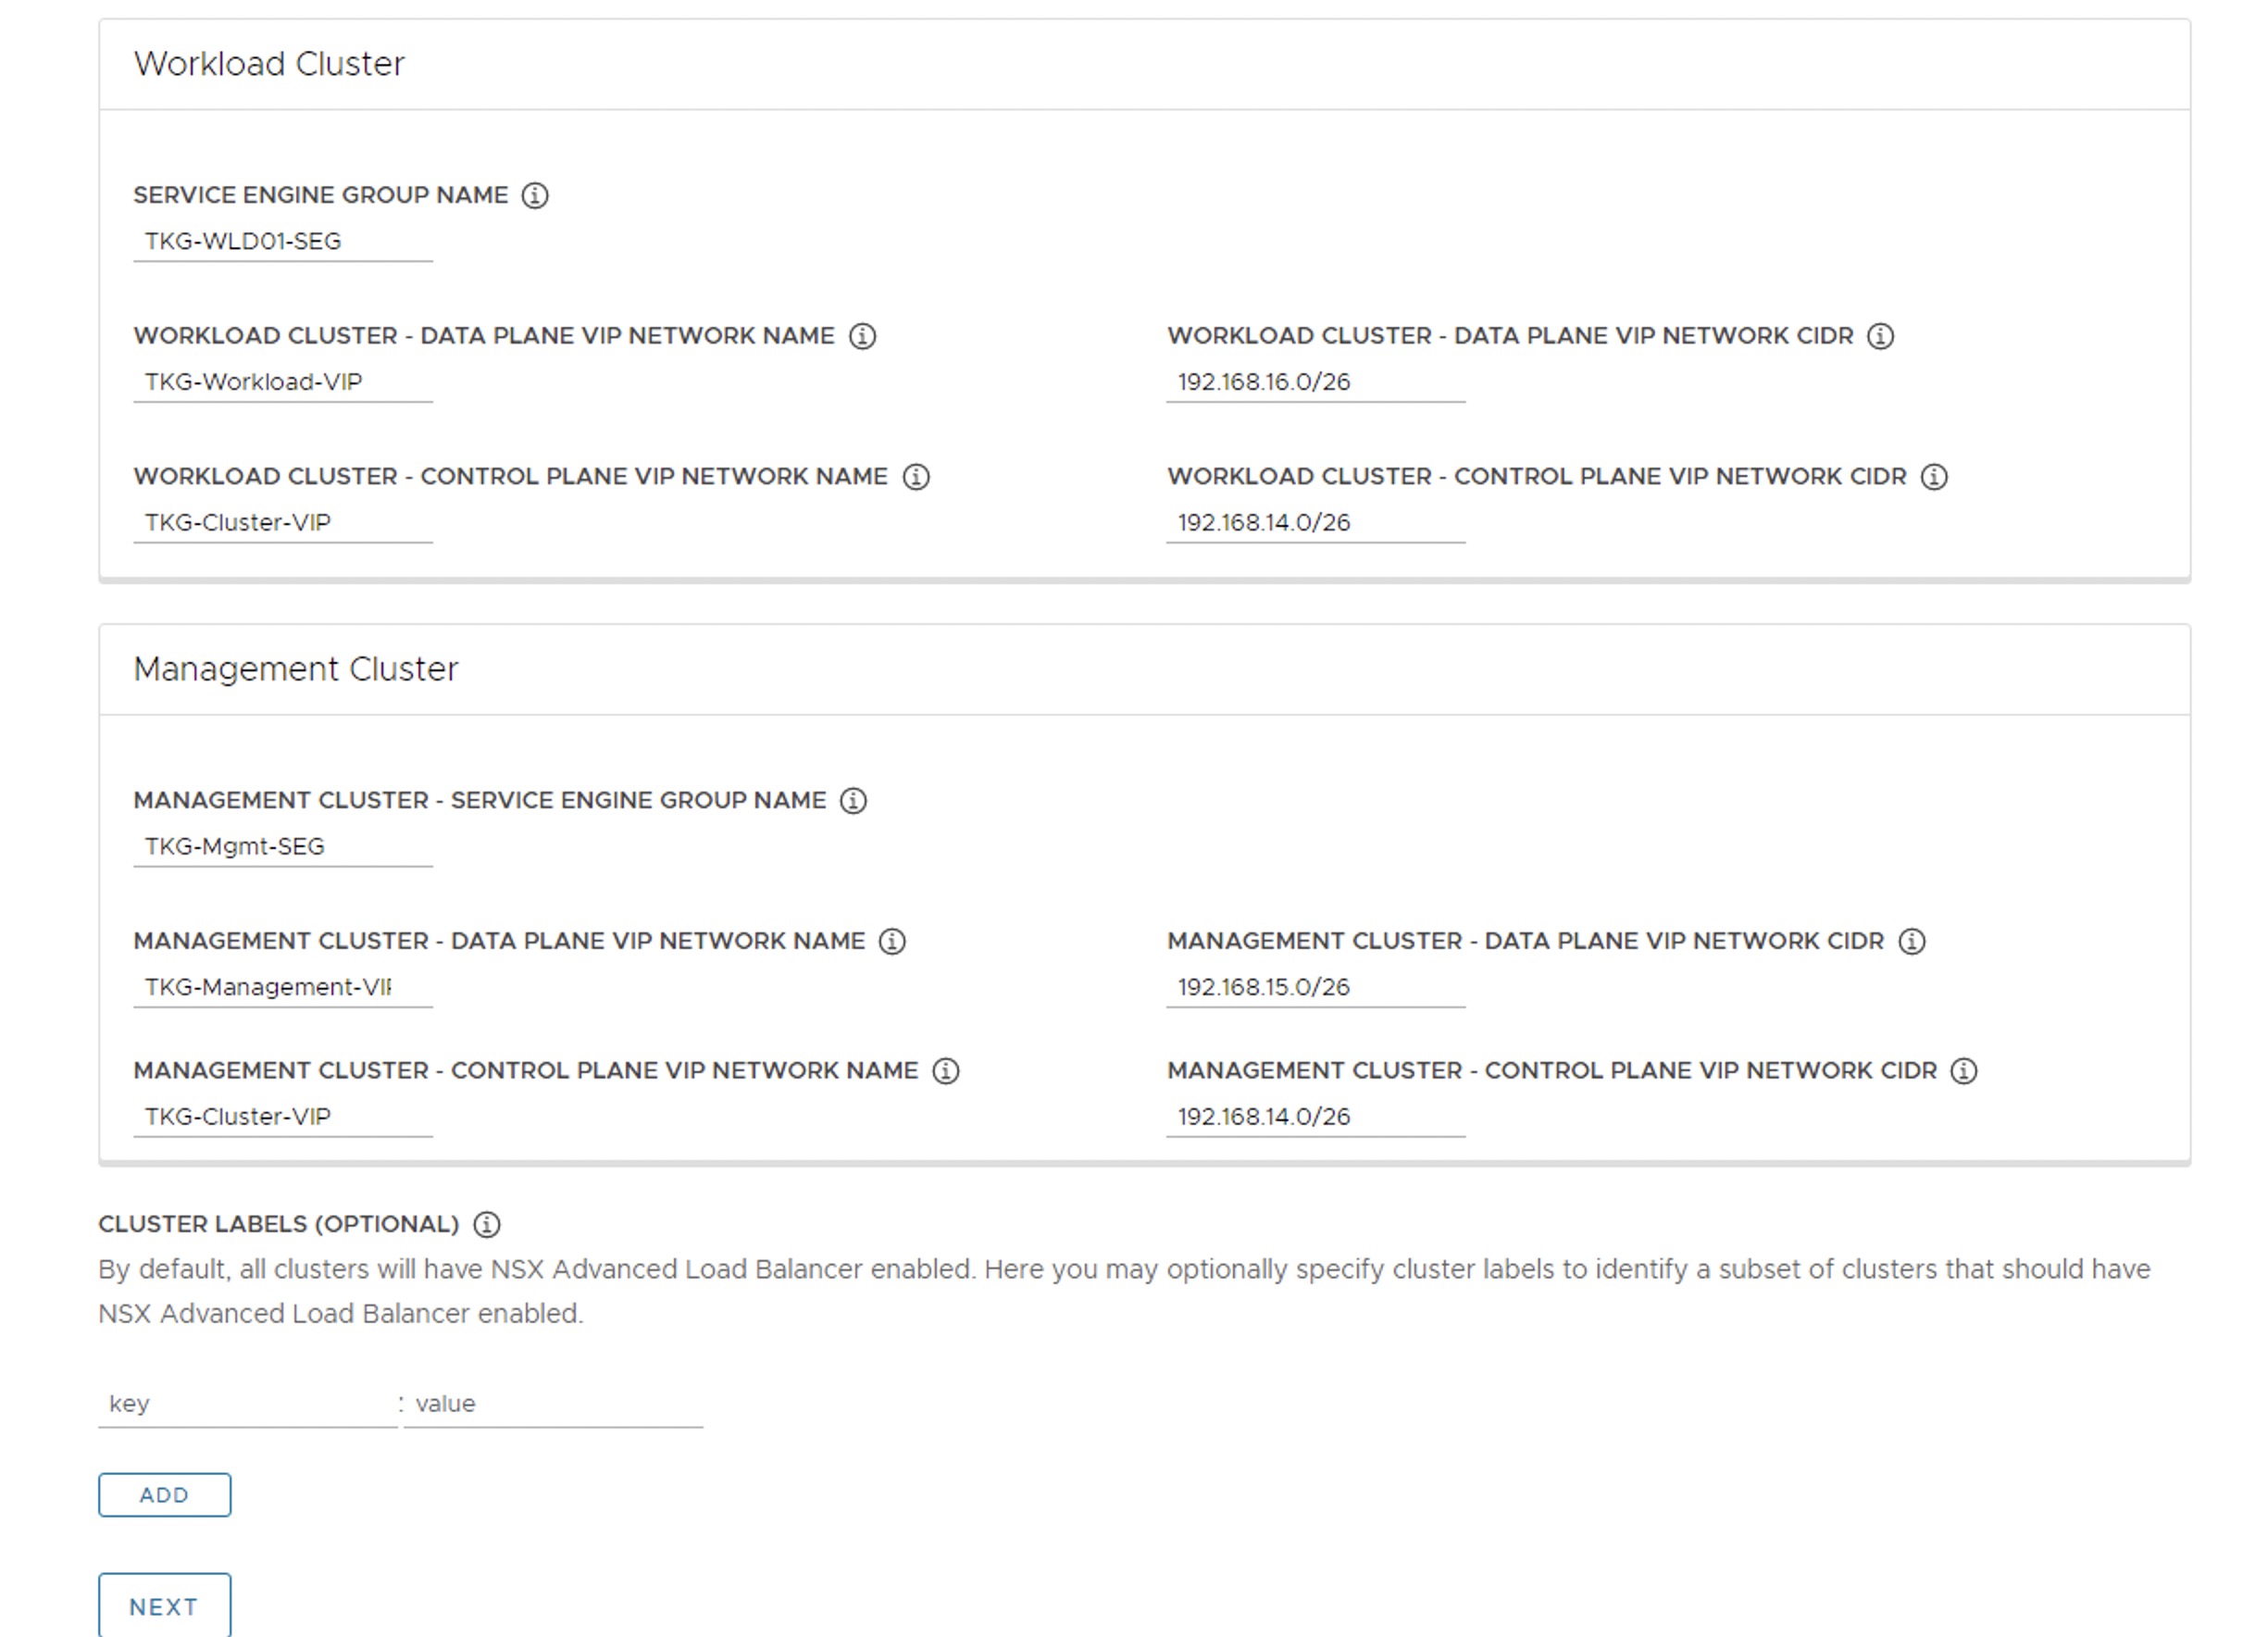 Workload Cluster
SERVICE ENGINE GROUP NAME
TKG-WLD01-SEG
WORKLOAD CLUSTER - DATA PLANE VIP NETWORK NAME
WORKLOAD CLUSTER - DATA PLANE VIP NETWORK CIDR
TKG-Workload-VIP
192.168.16.0/26
WORKLOAD CLUSTER - CONTROL PLANE VIP NETWORK NAME
WORKLOAD CLUSTER - CONTROL PLANE VIP NETWORK CIDR
TKG-Cluster-VIP
192.168.14.0/26
Management Cluster
MANAGEMENT CLUSTER - SERVICE ENGINE GROUP NAME
TKG-Mgmt-SEG
MANAGEMENT CLUSTER - DATA PLANE VIP NETWORK NAME
MANAGEMENT CLUSTER - DATA PLANE VIP NETWORK CIDR
TKG-Management-VIP
192.168.15.0/26
MANAGEMENT CLUSTER - CONTROL PLANE VIP NETWORK NAME
MANAGEMENT CLUSTER - CONTROL PLANE VIP NETWORK CIDR
TKG-Cluster-VIP
192.168.14.0/26
CLUSTER LABELS (OPTIONAL)
By default, all clusters will have NSX Advanced Load Balancer enabled. Here you may optionally specify cluster labels to identify a subset of clusters that should have
NSX Advanced Load Balancer enabled.
key : value
ADD
NEXT